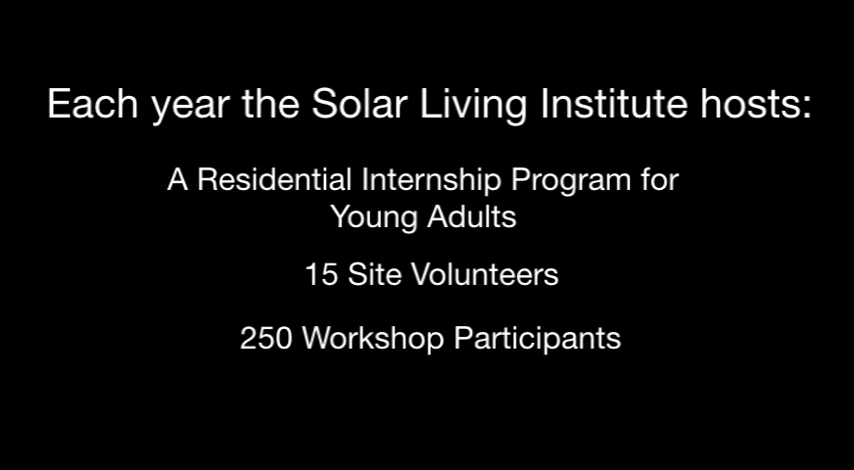 Each year the Solar Living Institute hosts:
A Residential Internship Program for
Young Adults
15 Site Volunteers
250 Workshop Participants